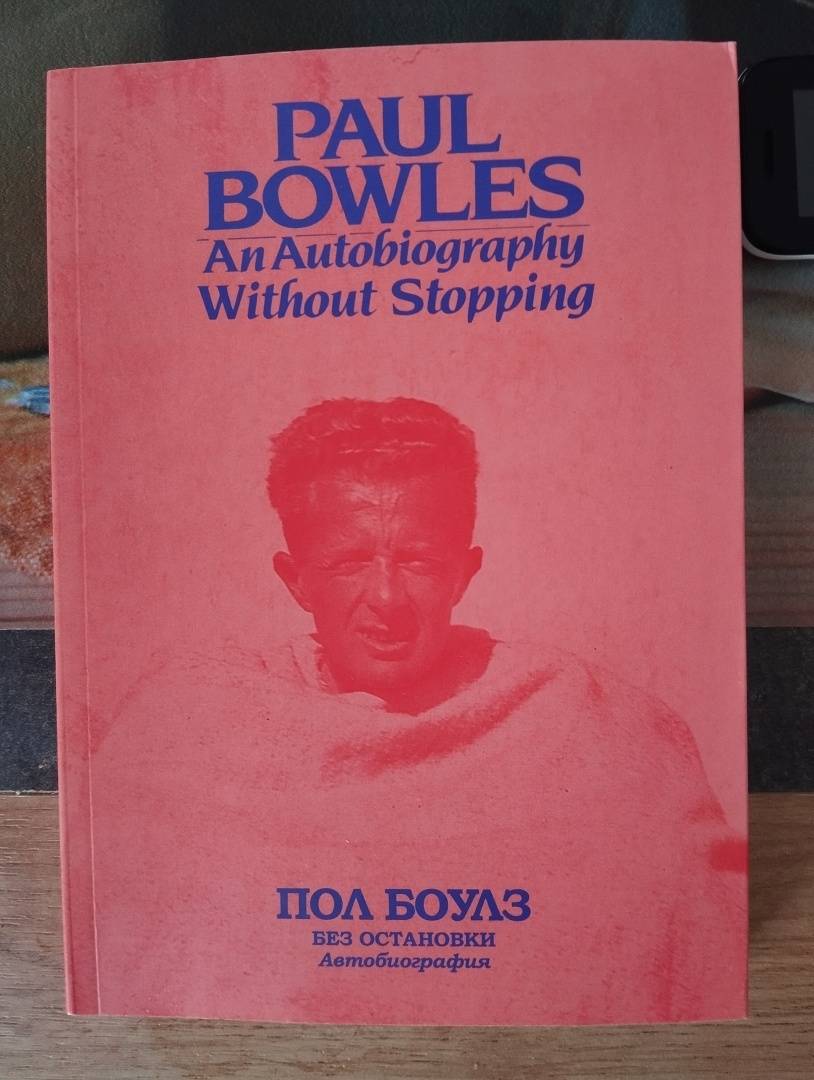 PAUL
BOWLES
An Autobiography
Without Stopping
ПОЛ БОУЛЗ
БЕЗ ОСТАНОВКИ
Автобиография